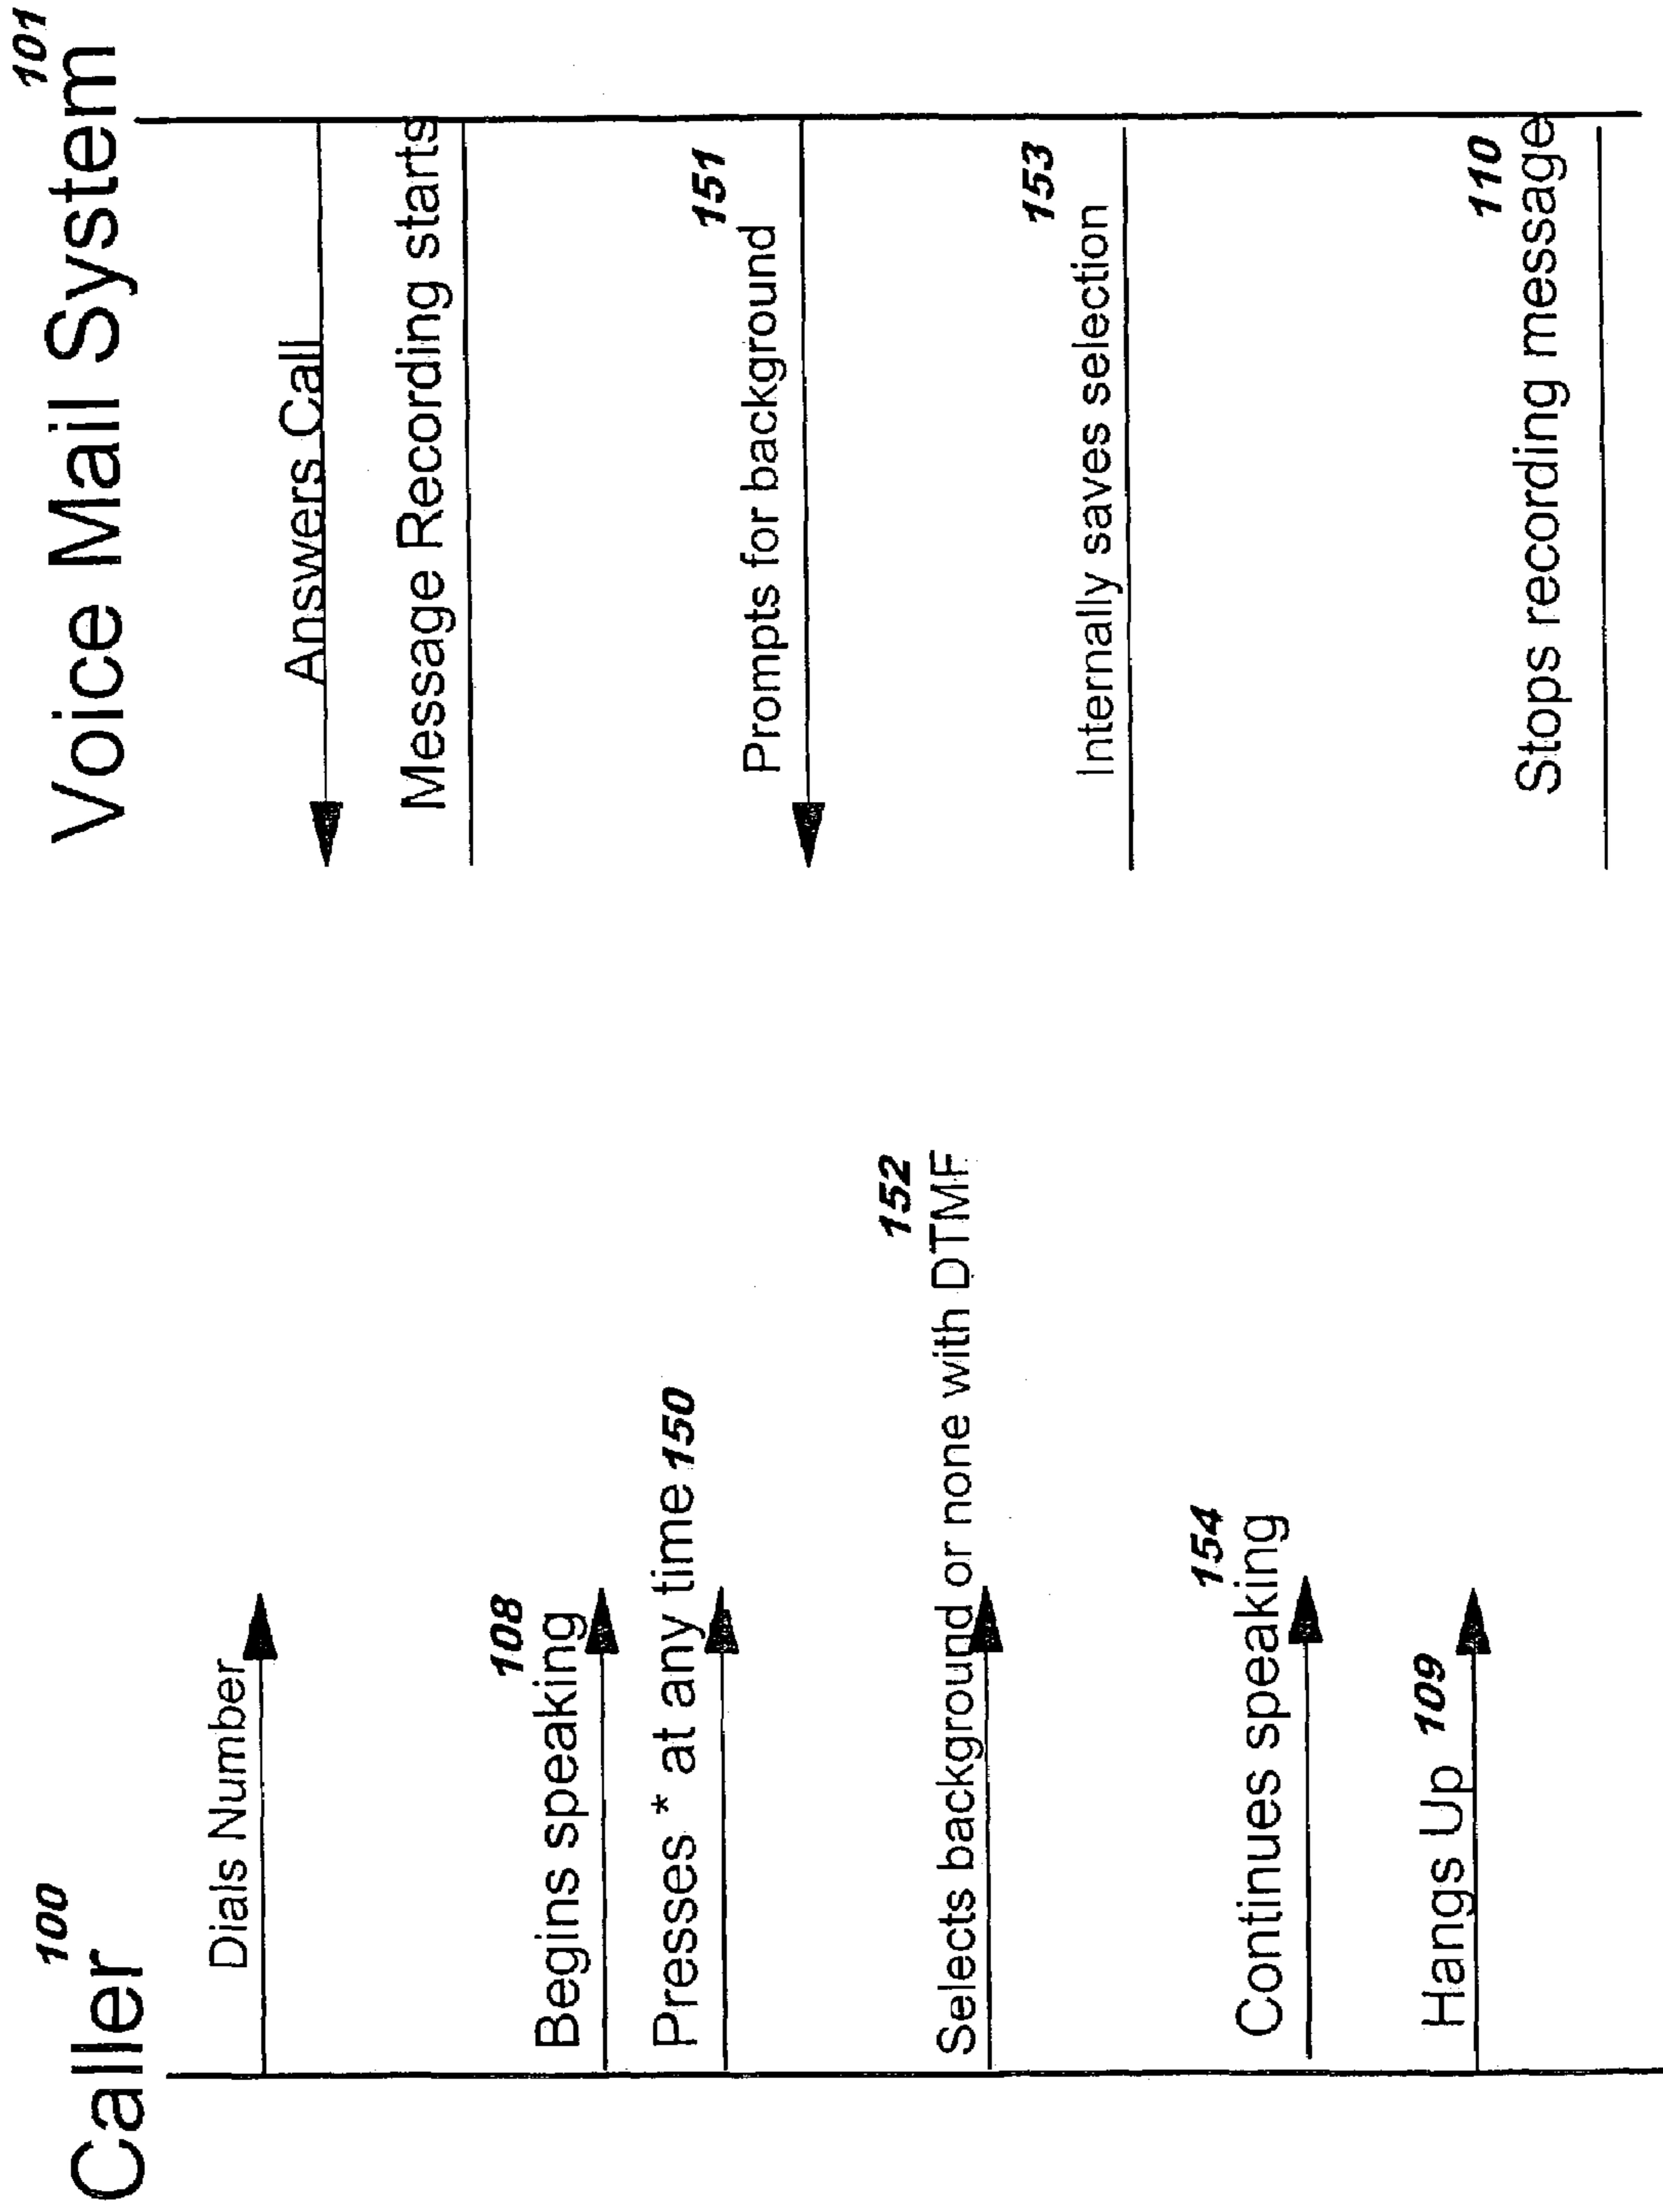 100
Caller
101
Voice Mail System
Dials Number
Answers Call
Message Recording starts
108
Begins speaking
Presses * at any time 150
151
Prompts for background
152
Selects background or none with DTMF
153
Internally saves selection
154
Continues speaking
Hangs Up 109
110
Stops recording message